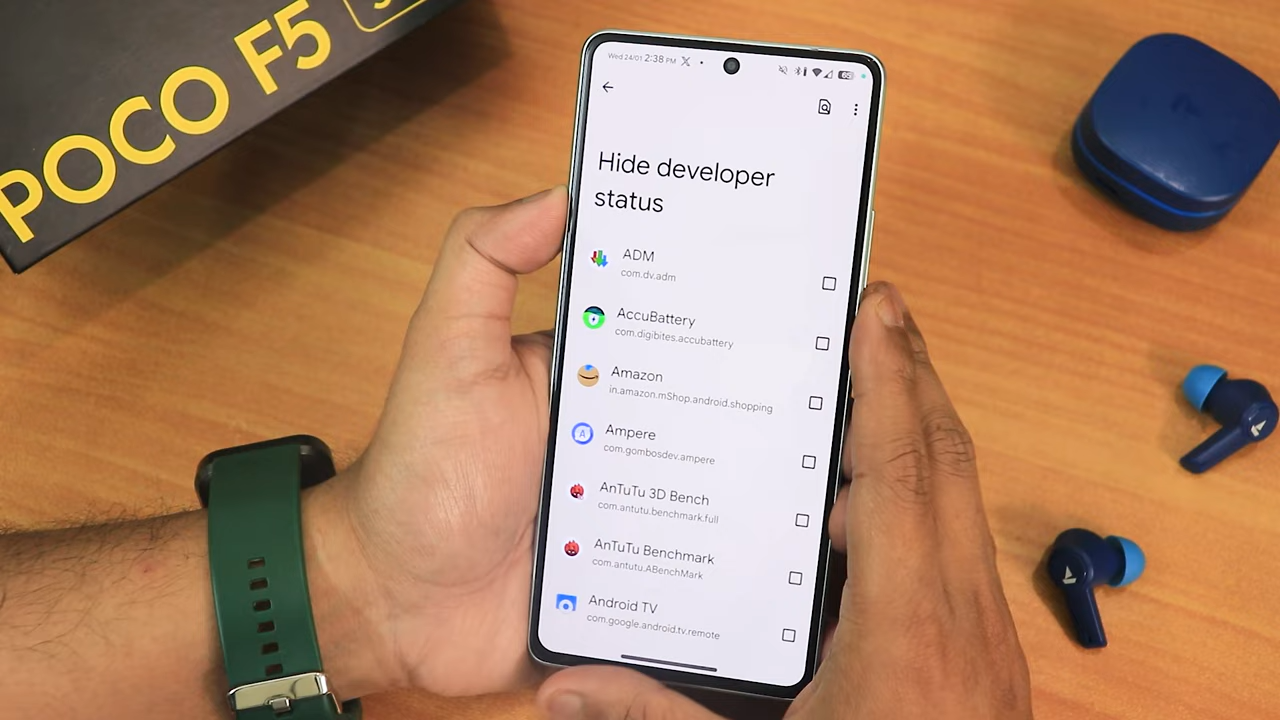 POCO F5
Wed 24/01 2:38 PM
65
Hide developer
status
ADM
com.dv.adm
AccuBattery
com.digibites.accubattery
Amazon
in.amazon.mShop.android.shopping
Ampere
com.gombosdev.ampere
AnTuTu 3D Bench
com.antutu.benchmark.full
AnTuTu Benchmark
com.antutu.ABenchMark
Android TV
com.google.android.tv.remote